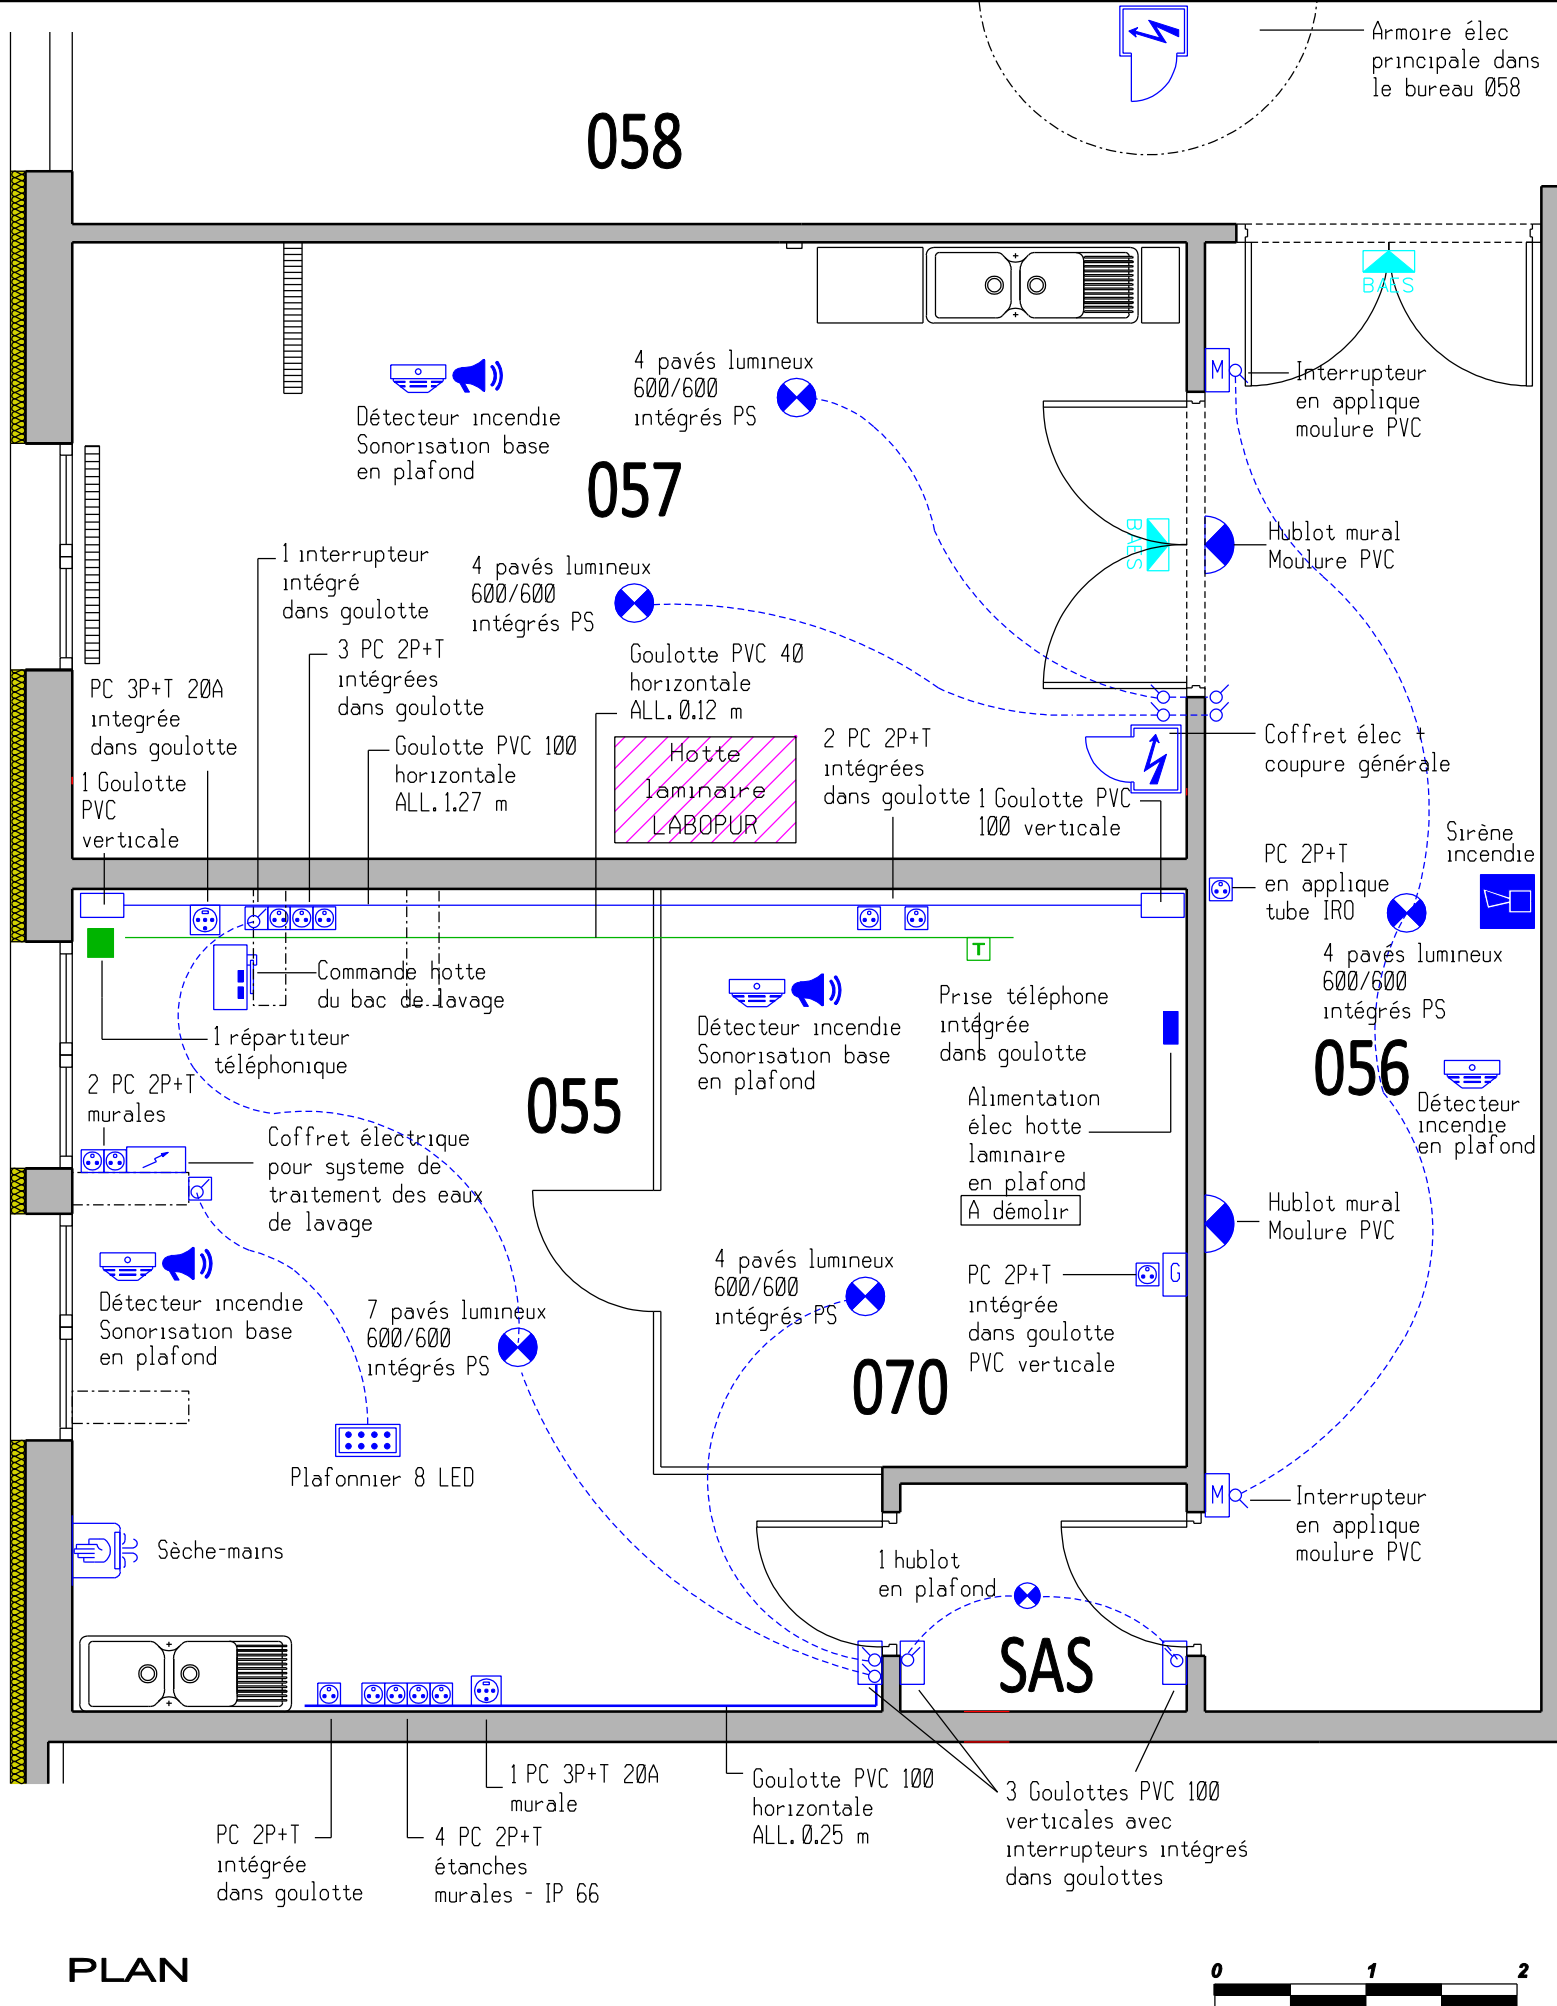 Armoire élec
principale dans
le bureau Ø58
058
BAES
4 pavés lumineux
600/600
intégrés PS
M
Interrupteur
en applique
moulure PVC
Détecteur incendie
Sonorisation base
en plafond
057
BAES
Hublot mural
Moulure PVC
1 interrupteur
intégré
dans goulotte
4 pavés lumineux
600/600
intégrés PS
3 PC 2P+T
intégrées
dans goulotte
Goulotte PVC 40
horizontale
ALL. 0.12 m
PC 3P+T 20A
integrée
dans goulotte
Goulotte PVC 100
horizontale
ALL. 1.27 m
Hotte
laminaire
LABOPUR
2 PC 2P+T
intégrées
dans goulotte
Coffret élec +
coupure générale
1 Goulotte
PVC
verticale
1 Goulotte PVC
100 verticale
Sirène
incendie
PC 2P+T
en applique
tube IRO
T
4 pavés lumineux
600/600
intégrés PS
Commande hotte
du bac de lavage
Détecteur incendie
Sonorisation base
en plafond
Prise téléphone
intégrée
dans goulotte
1 répartiteur
téléphonique
056
2 PC 2P+T
murales
055
Alimentation
élec hotte
laminaire
en plafond
A démolir
Détecteur
incendie
en plafond
Coffret électrique
pour systeme de
traitement des eaux
de lavage
Hublot mural
Moulure PVC
4 pavés lumineux
600/600
intégrés PS
PC 2P+T
intégrée
dans goulotte
PVC verticale
G
Détecteur incendie
Sonorisation base
en plafond
7 pavés lumineux
600/600
intégrés PS
070
Plafonnier 8 LED
M
Interrupteur
en applique
moulure PVC
Sèche-mains
1 hublot
en plafond
SAS
1 PC 3P+T 20A
murale
Goulotte PVC 100
horizontale
ALL. 0.25 m
3 Goulottes PVC 100
verticales avec
interrupteurs intégreś
dans goulottes
PC 2P+T
intégrée
dans goulotte
4 PC 2P+T
étanches
murales - IP 66
PLAN
0 1 2